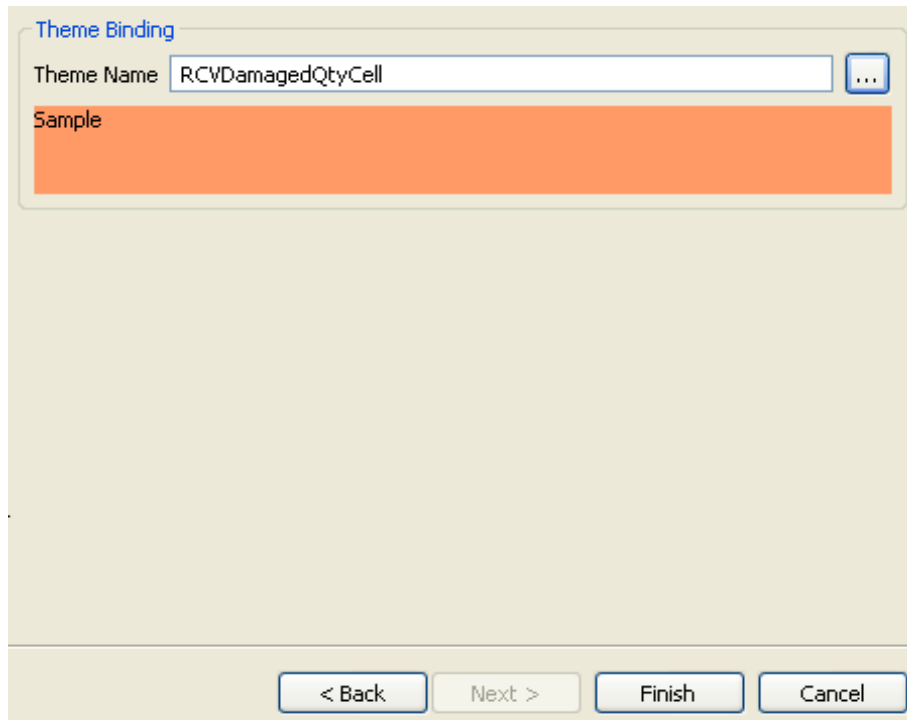 Theme Binding
Theme Name RCVDamagedQtyCell ...
Sample
< Back Next > Finish Cancel